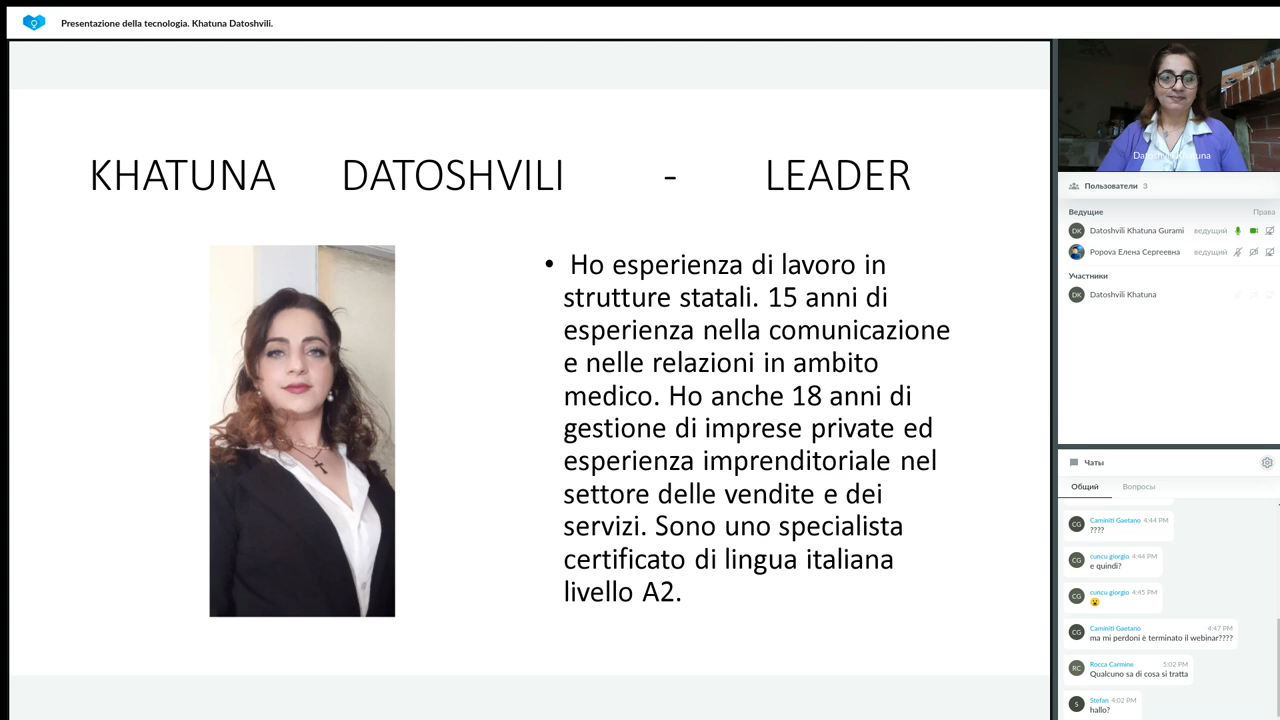 Presentazione della tecnologia. Khatuna Datoshvili.
KHATUNA DATOSHVILI - LEADER
• Ho esperienza di lavoro in
strutture statali. 15 anni di
esperienza nella comunicazione
e nelle relazioni in ambito
medico. Ho anche 18 anni di
gestione di imprese private ed
esperienza imprenditoriale nel
settore delle vendite e dei
servizi. Sono uno specialista
certificato di lingua italiana
livello A2.
Datoshvili Khatuna
Пользователи 3
Ведущие Права
DK Datoshvili Khatuna Gurami ведущий
Popova Елена Сергеевна ведущий
Участники
DK Datoshvili Khatuna
Чаты
Общий Вопросы
CG Caminiti Gaetano 4:44 PM
????
CG cuncu giorgio 4:44 PM
e quindi?
CG cuncu giorgio 4:45 PM
😮
CG Caminiti Gaetano 4:47 PM
ma mi perdoni è terminato il webinar????
RC Rocca Carmine 5:02 PM
Qualcuno sa di cosa si tratta
S Stefan 4:02 PM
hallo?